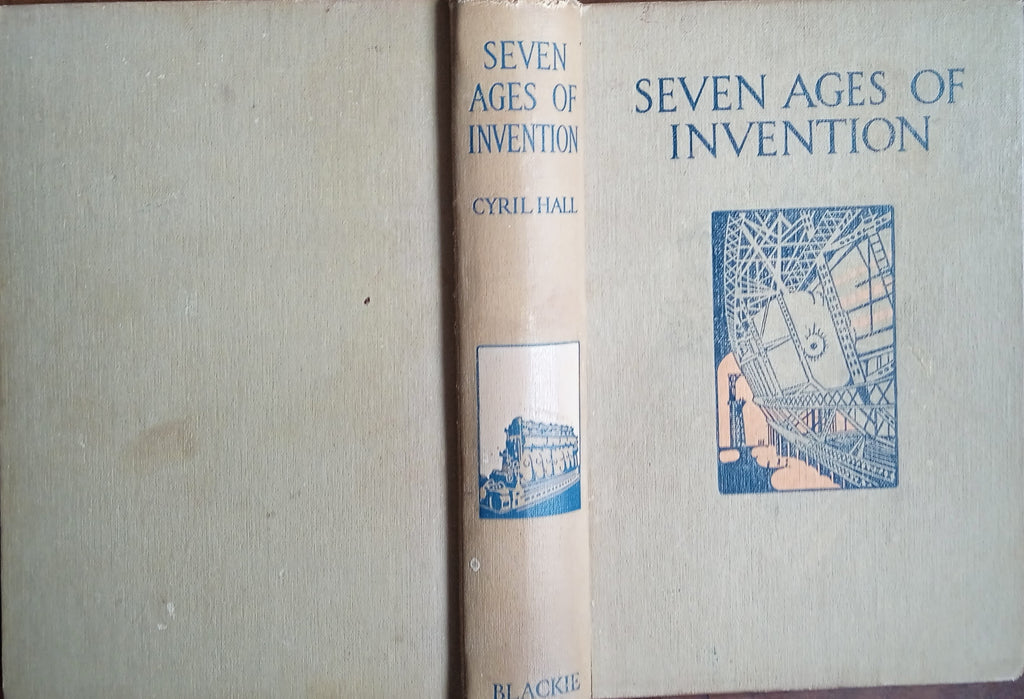 SEVEN
AGES OF
INVENTION
CYRIL HALL
BLACKIE
SEVEN AGES OF
INVENTION